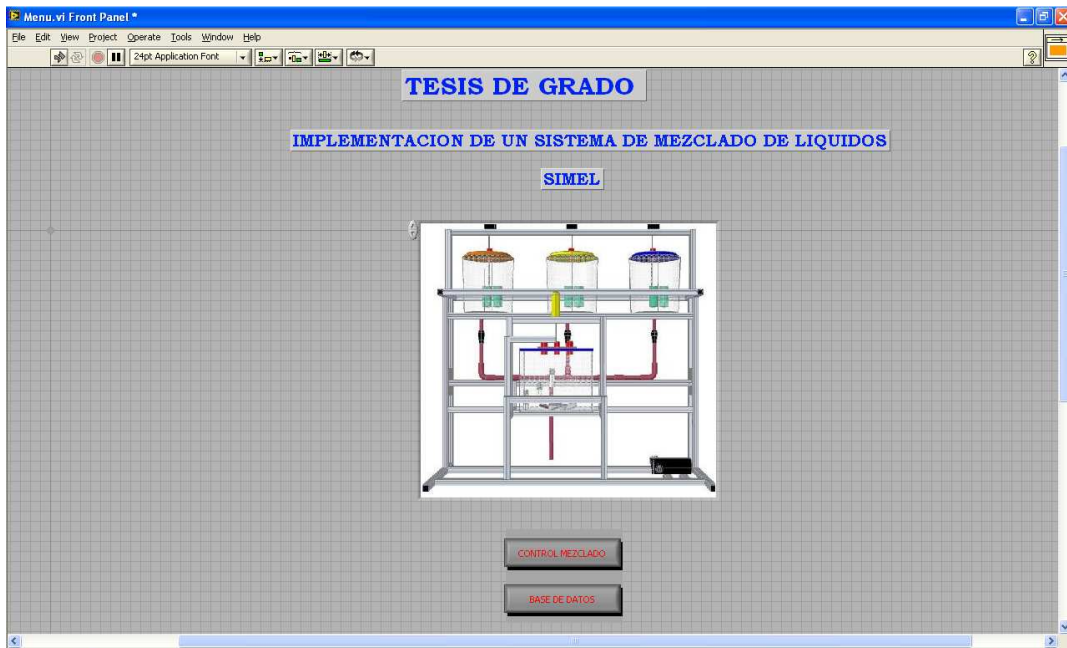 Menu.vi Front Panel *
File Edit View Project Operate Tools Window Help
24pt Application Font
TESIS DE GRADO
IMPLEMENTACION DE UN SISTEMA DE MEZCLADO DE LIQUIDOS
SIMEL
CONTROL MEZCLADO
BASE DE DATOS